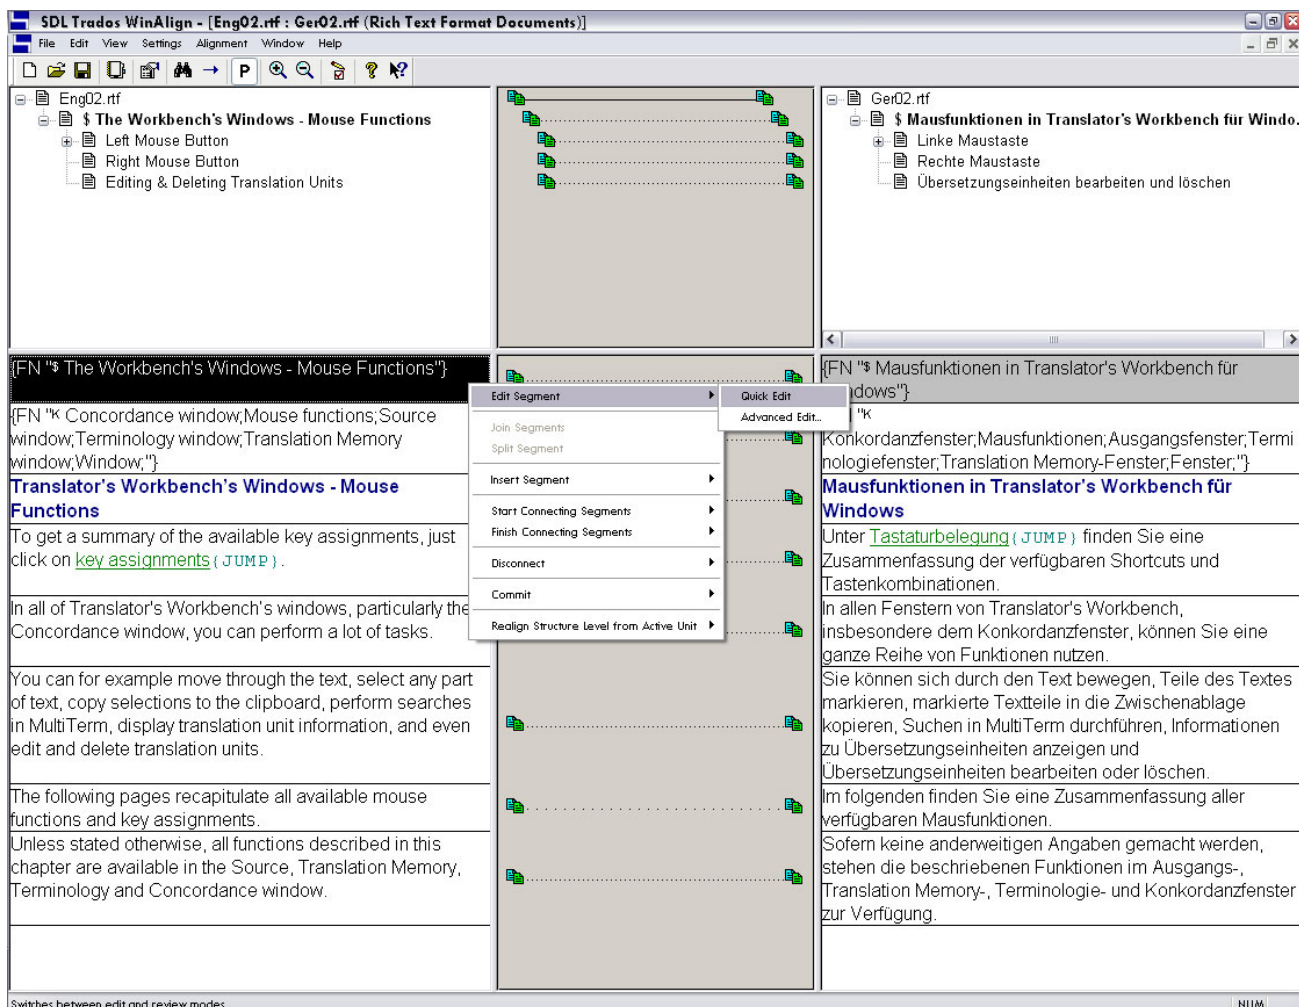 SDL Trados WinAlign - [Eng02.rtf : Ger02.rtf (Rich Text Format Documents)]
File Edit View Settings Alignment Window Help
P
Eng02.rtf
$ The Workbench's Windows - Mouse Functions
Left Mouse Button
Right Mouse Button
Editing & Deleting Translation Units
Ger02.rtf
$ Mausfunktionen in Translator's Workbench für Windo
Linke Maustaste
Rechte Maustaste
Übersetzungseinheiten bearbeiten und löschen
{FN "$ The Workbench's Windows - Mouse Functions"}
{FN "K Concordance window;Mouse functions;Source
window;Terminology window;Translation Memory
window;Window;"}
Translator's Workbench's Windows - Mouse
Functions
To get a summary of the available key assignments, just
click on key assignments{JUMP}.
In all of Translator's Workbench's windows, particularly the
Concordance window, you can perform a lot of tasks.
You can for example move through the text, select any part
of text, copy selections to the clipboard, perform searches
in MultiTerm, display translation unit information, and even
edit and delete translation units.
The following pages recapitulate all available mouse
functions and key assignments.
Unless stated otherwise, all functions described in this
chapter are available in the Source, Translation Memory,
Terminology and Concordance window.
Edit Segment
Join Segments
Split Segment
Insert Segment
Start Connecting Segments
Finish Connecting Segments
Disconnect
Commit
Realign Structure Level from Active Unit
Quick Edit
Advanced Edit...
{FN "$ Mausfunktionen in Translator's Workbench für
dows"}
"K
Konkordanzfenster;Mausfunktionen;Ausgangsfenster;Termi
nologiefenster;Translation Memory-Fenster;Fenster;"}
Mausfunktionen in Translator's Workbench für
Windows
Unter Tastaturbelegung{JUMP} finden Sie eine
Zusammenfassung der verfügbaren Shortcuts und
Tastenkombinationen.
In allen Fenstern von Translator's Workbench,
insbesondere dem Konkordanzfenster, können Sie eine
ganze Reihe von Funktionen nutzen.
Sie können sich durch den Text bewegen, Teile des Textes
markieren, markierte Textteile in die Zwischenablage
kopieren, Suchen in MultiTerm durchführen, Informationen
zu Übersetzungseinheiten anzeigen und
Übersetzungseinheiten bearbeiten oder löschen.
Im folgenden finden Sie eine Zusammenfassung aller
verfügbaren Mausfunktionen.
Sofern keine anderweitigen Angaben gemacht werden,
stehen die beschriebenen Funktionen im Ausgangs-,
Translation Memory-, Terminologie- und Konkordanzfenster
zur Verfügung.
Switches between edit and review modes
NUM